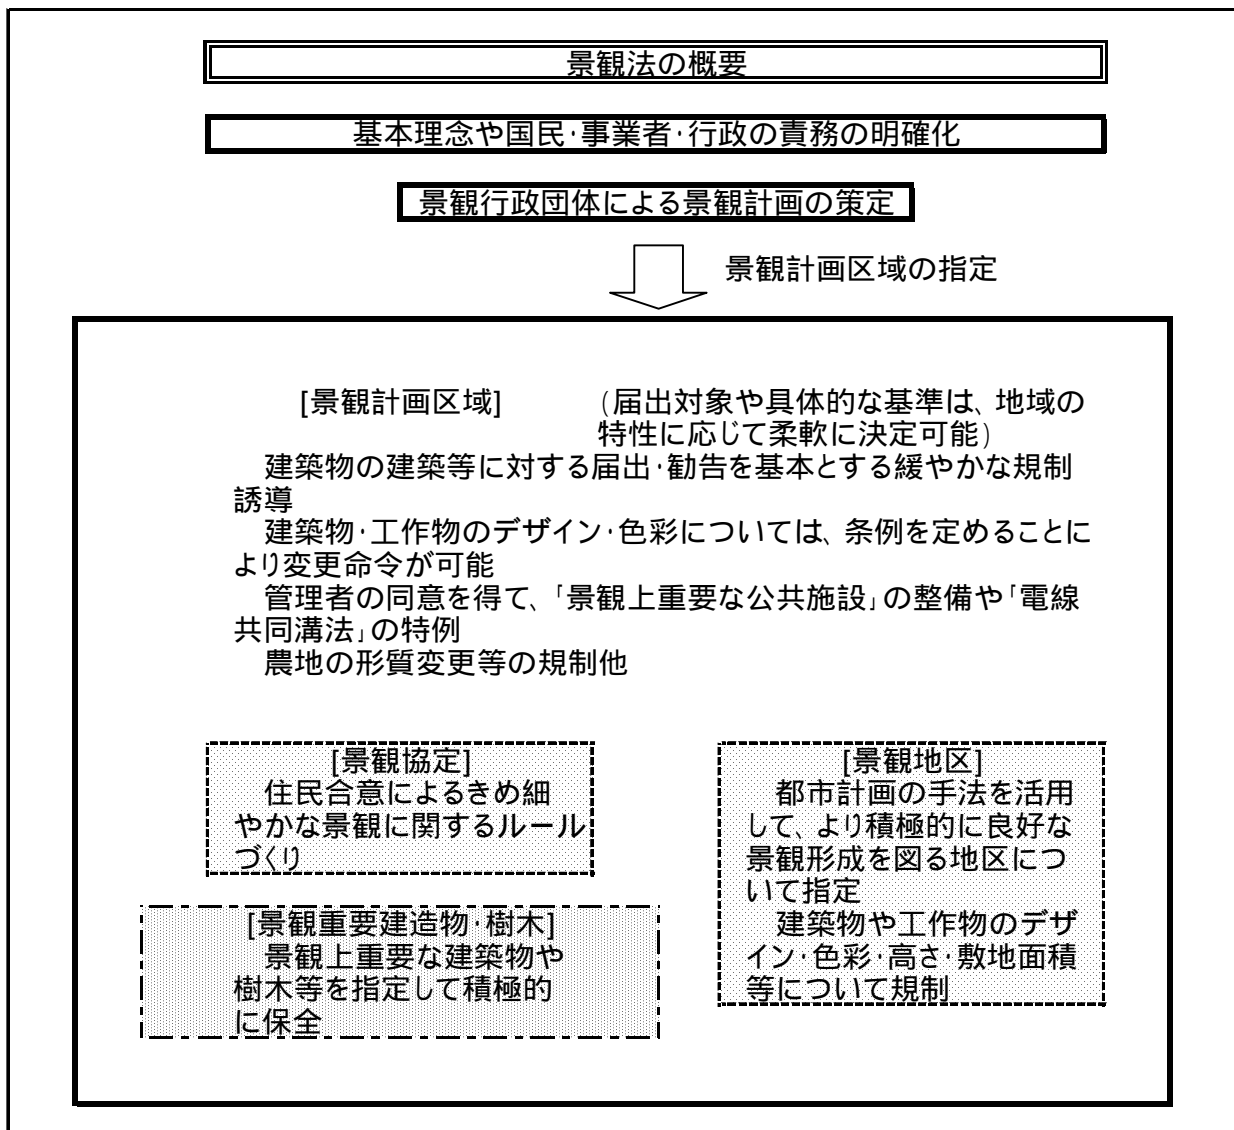 景観法の概要
基本理念や国民・事業者・行政の責務の明確化
景観行政団体による景観計画の策定
景観計画区域の指定
[景観計画区域] (届出対象や具体的な基準は、地域の
特性に応じて柔軟に決定可能)
建築物の建築等に対する届出・勧告を基本とする緩やかな規制
誘導
建築物・工作物のデザイン・色彩については、条例を定めることに
より変更命令が可能
管理者の同意を得て、「景観上重要な公共施設」の整備や「電線
共同溝法」の特例
農地の形質変更等の規制他
[景観協定]
住民合意によるきめ細
やかな景観に関するルール
づくり
[景観重要建造物・樹木]
景観上重要な建築物や
樹木等を指定して積極的
に保全
[景観地区]
都市計画の手法を活用
して、より積極的に良好な
景観形成を図る地区につ
いて指定
建築物や工作物のデザ
イン・色彩・高さ・敷地面積
等について規制